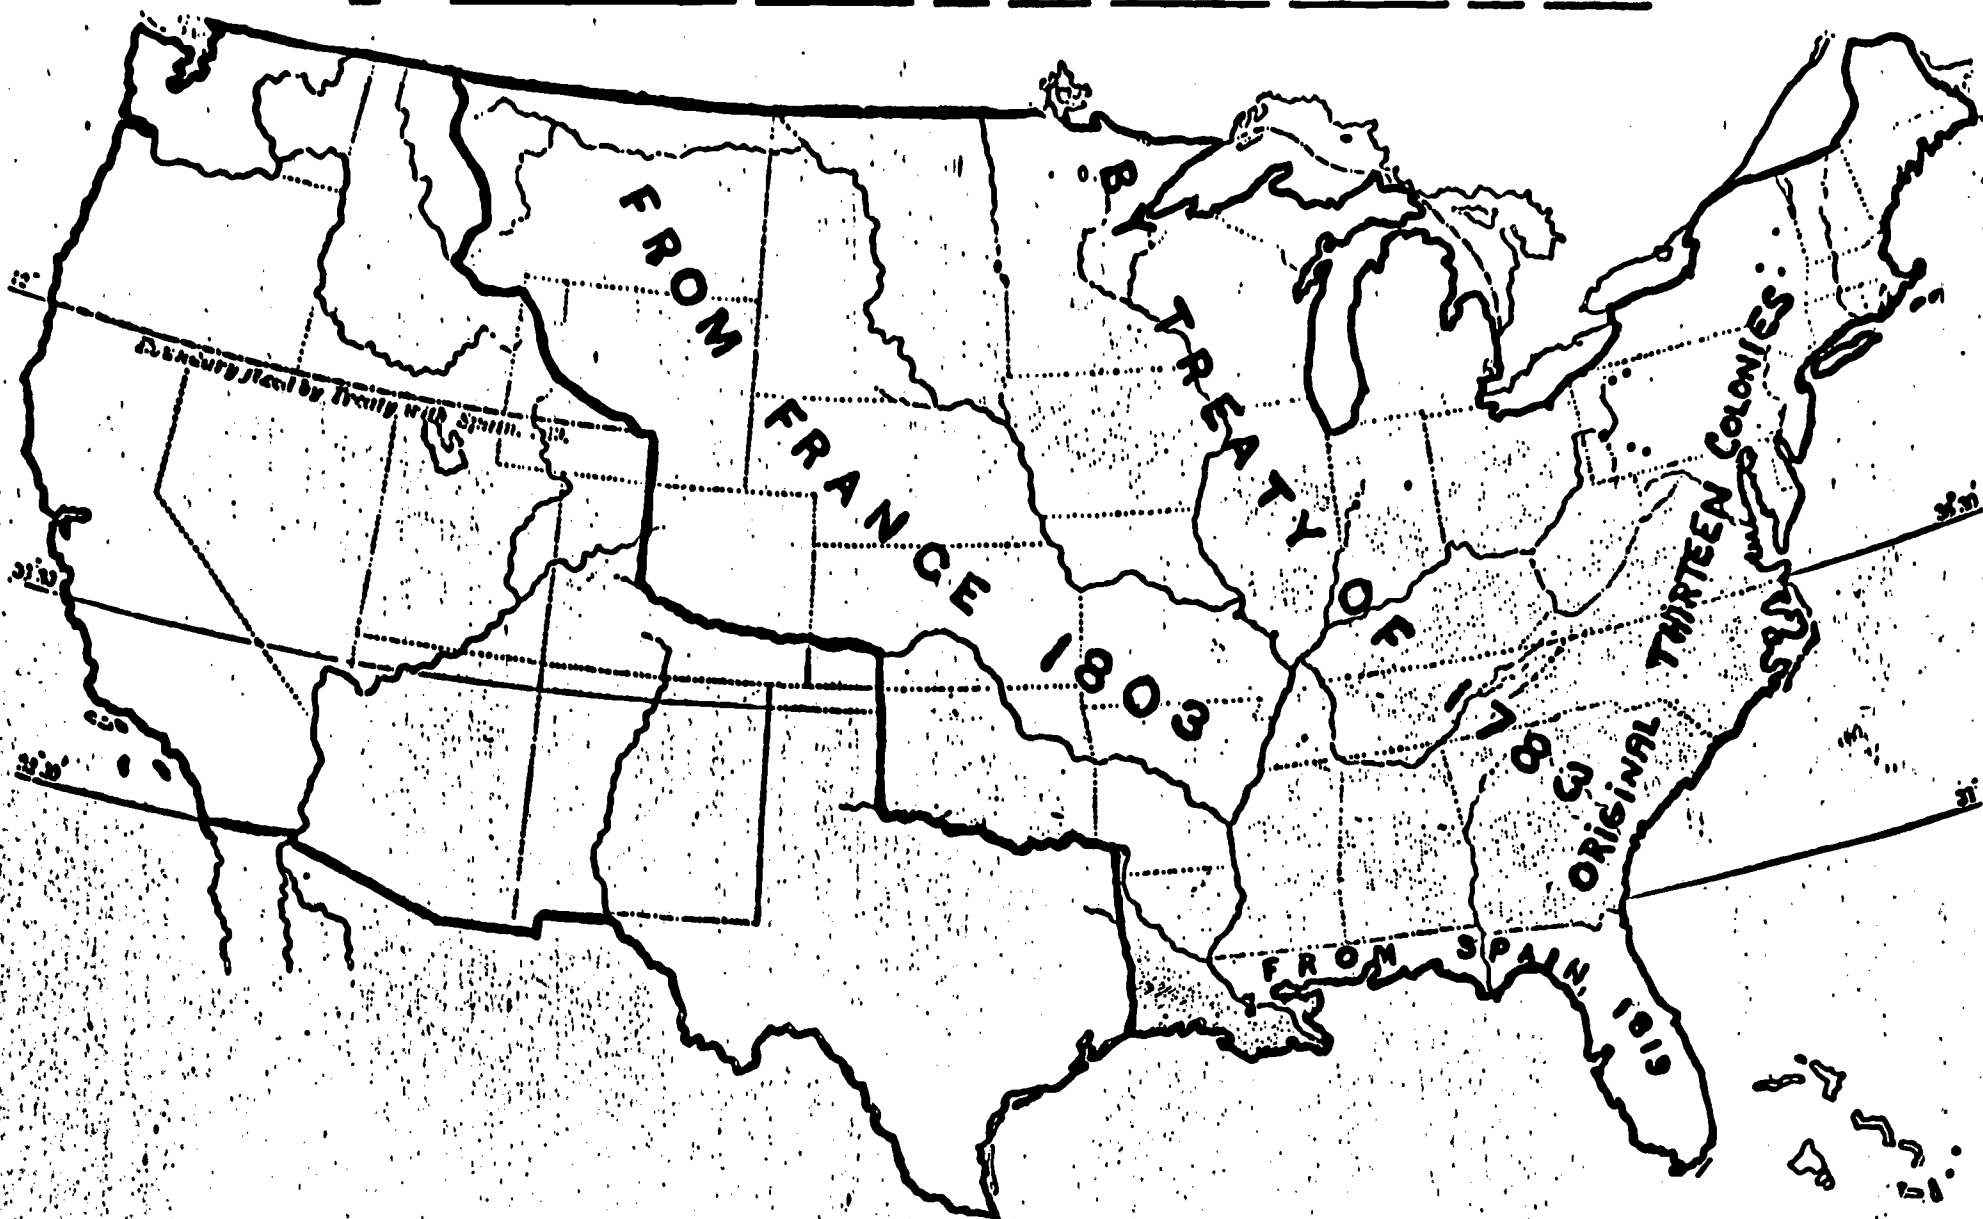 FROM
FRANCE
1803
BY
TREATY
OF
1783
THIRTEEN COLONIES
ORIGINAL
FROM SPAIN,
1819
Boundary fixed by Treaty with Spain.